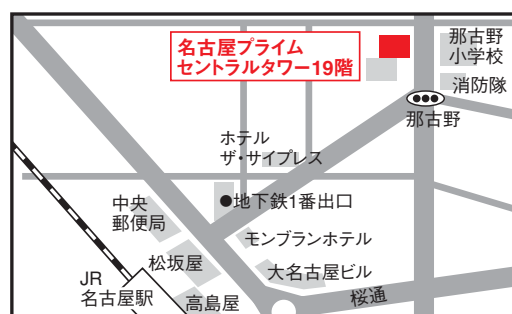 名古屋プライム
セントラルタワー19階
那古野
小学校
消防隊
那古野
ホテル
ザ・サイプレス
●地下鉄1番出口
中央
郵便局
モンブランホテル
松坂屋
大名古屋ビル
JR
名古屋駅
高島屋
桜通